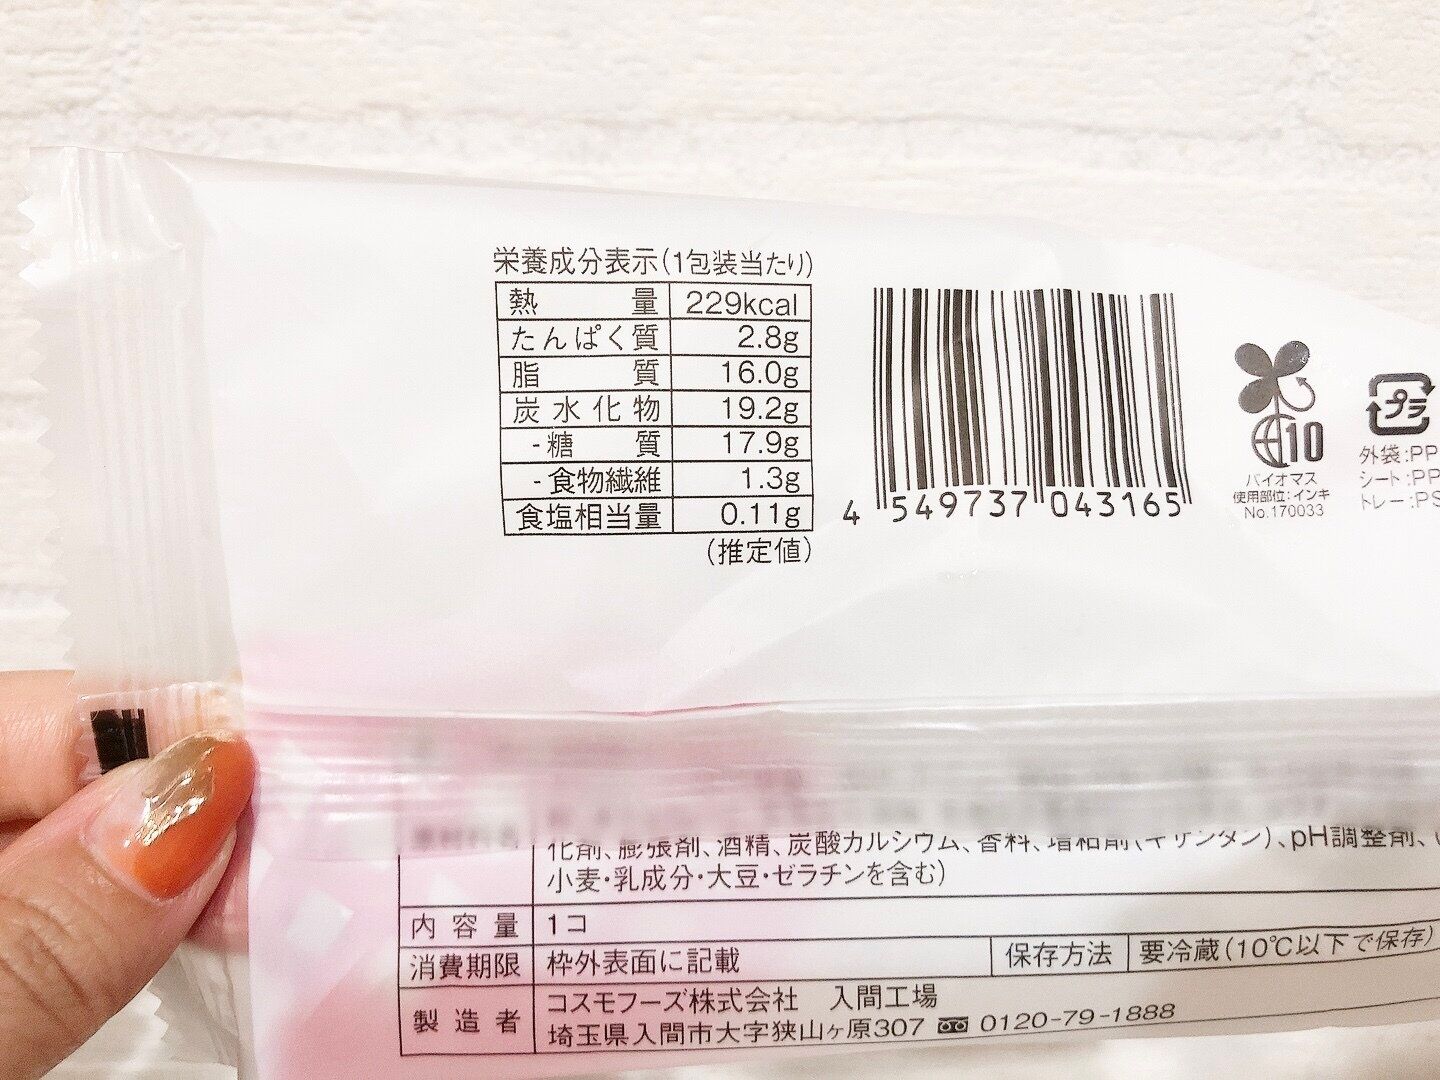 栄養成分表示(1包装当たり)
熱量 229kcal
たんぱく質 2.8g
脂質 16.0g
炭水化物 19.2g
-糖質 17.9g
-食物繊維 1.3g
食塩相当量 0.11g
(推定値)
4 549737 043165
10
バイオマス
使用部位:インキ
No.170033
プラ
外袋:PP
シート:PP
トレー:PS
化剤、膨張剤、酒精、炭酸カルシウム、香料、増粘剤(キサンタン)、pH調整剤、
小麦・乳成分・大豆・ゼラチンを含む)
内容量 1コ
消費期限 枠外表面に記載 保存方法 要冷蔵(10℃以下で保存)
製造者 コスモフーズ株式会社 入間工場
埼玉県入間市大字狭山ヶ原307 0120-79-1888